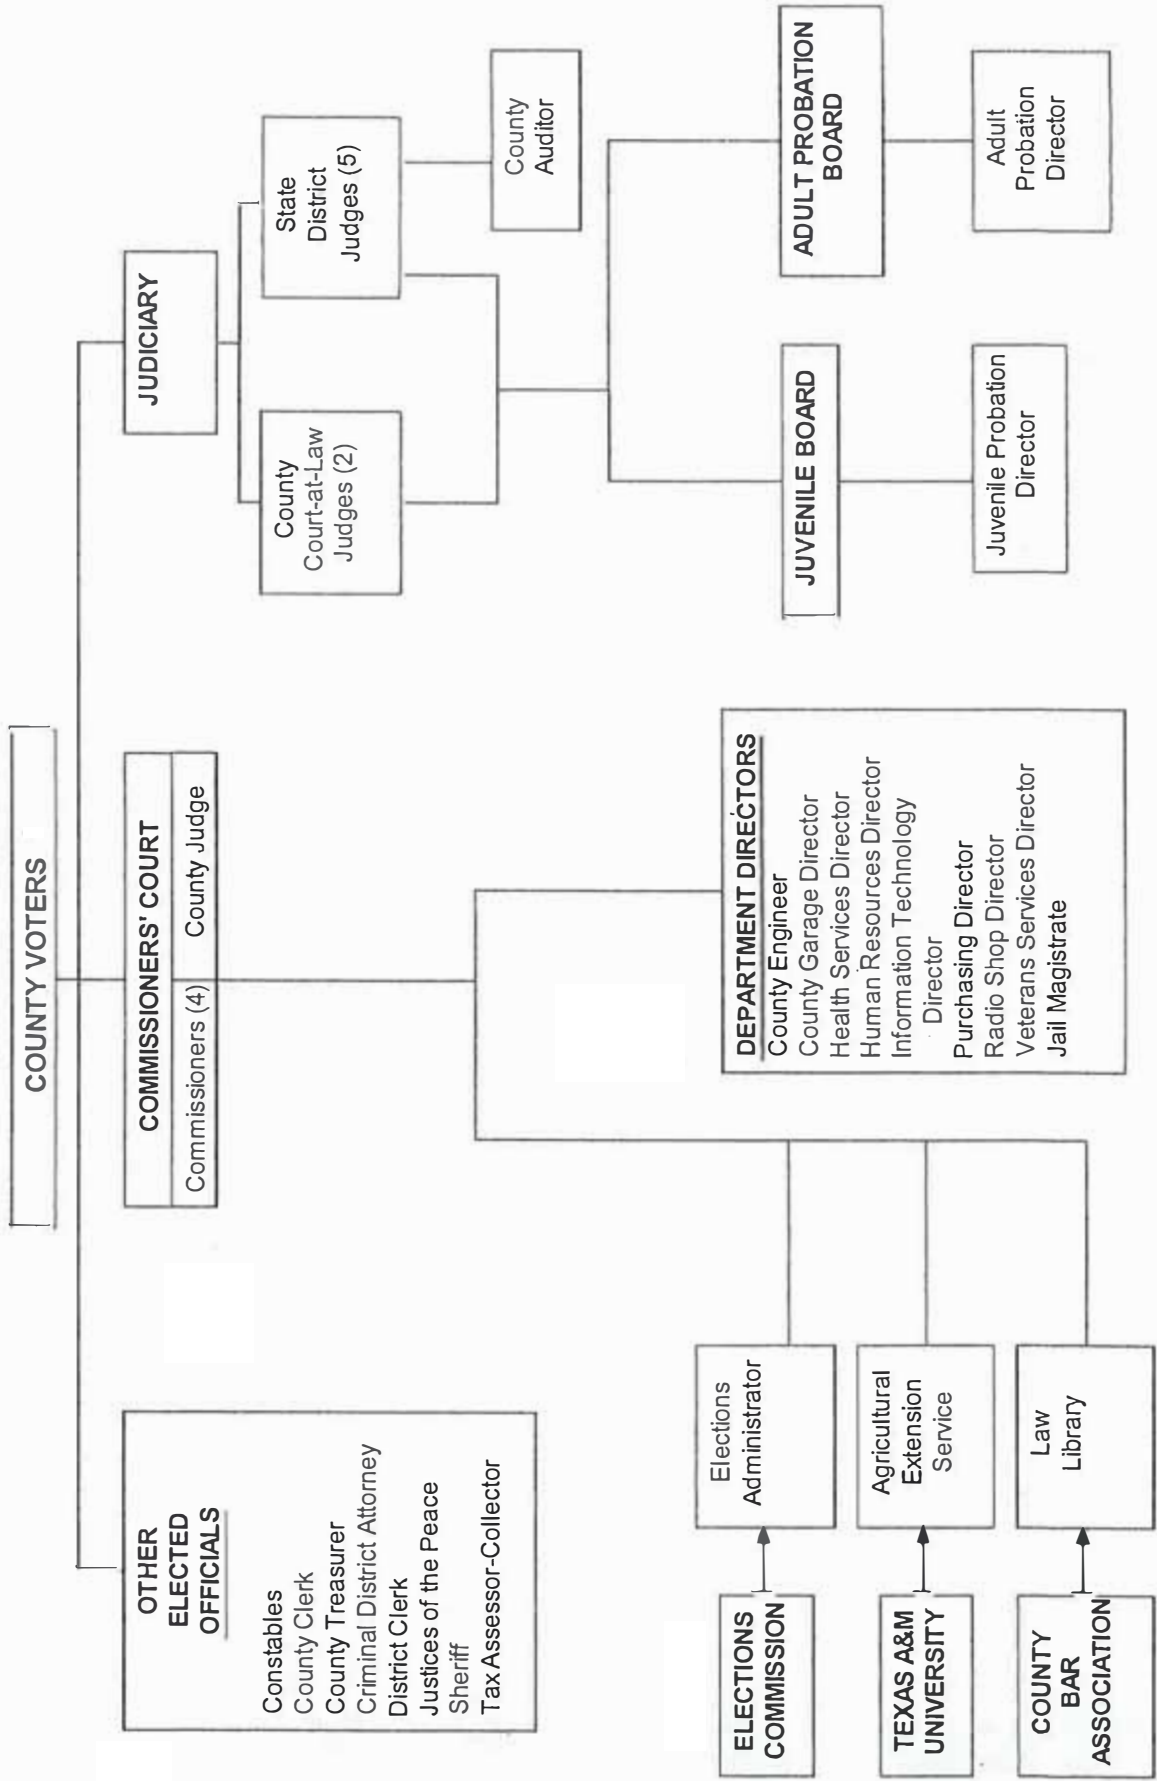 COUNTY VOTERS
OTHER
ELECTED
OFFICIALS
Constables
County Clerk
County Treasurer
Criminal District Attorney
District Clerk
Justices of the Peace
Sheriff
Tax Assessor-Collector
COMMISSIONERS' COURT
Commissioners (4)
County Judge
JUDICIARY
County
Court-at-Law
Judges (2)
State
District
Judges (5)
County
Auditor
ELECTIONS
COMMISSION
Elections
Administrator
TEXAS A&M
UNIVERSITY
Agricultural
Extension
Service
COUNTY
BAR
ASSOCIATION
Law
Library
DEPARTMENT DIRECTORS
County Engineer
County Garage Director
Health Services Director
Human Resources Director
Information Technology
Director
Purchasing Director
Radio Shop Director
Veterans Services Director
Jail Magistrate
JUVENILE BOARD
Juvenile Probation
Director
ADULT PROBATION
BOARD
Adult
Probation
Director